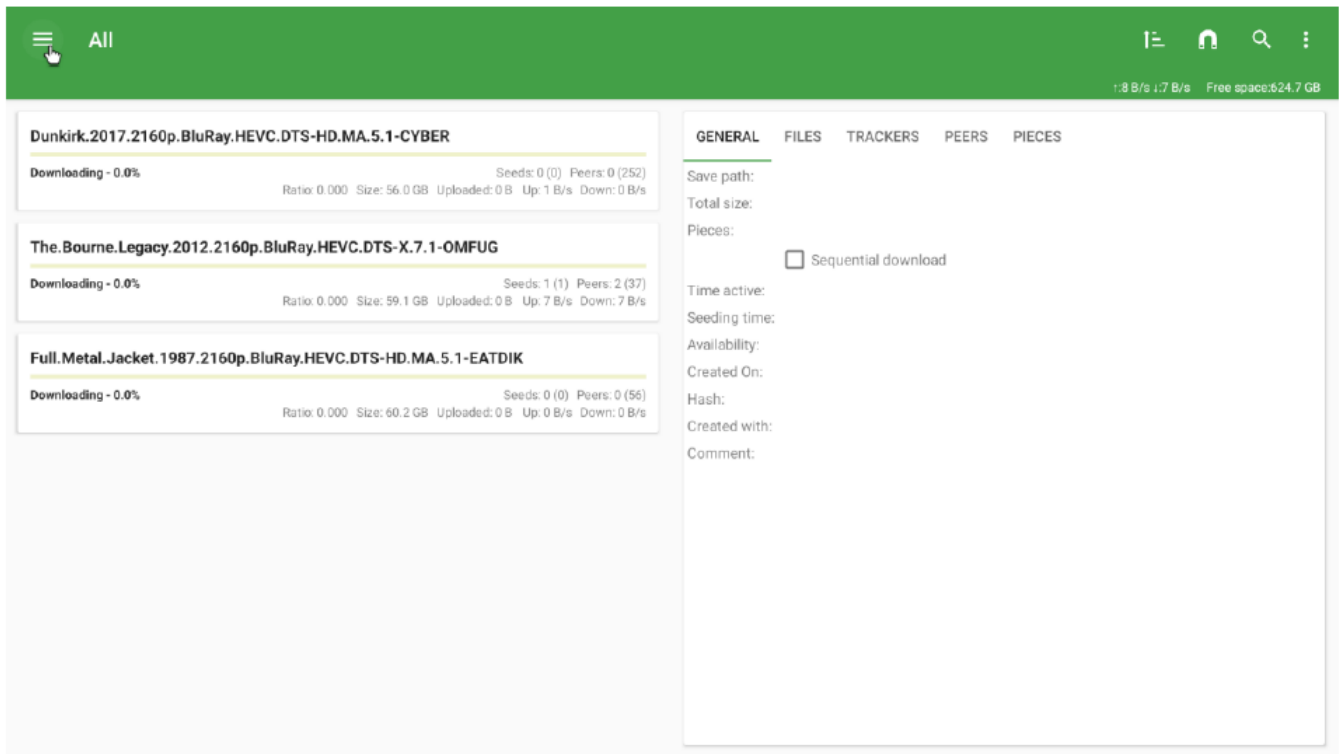 All
↑:8 B/s ↓:7 B/s Free space:624.7 GB
Dunkirk.2017.2160p.BluRay.HEVC.DTS-HD.MA.5.1-CYBER
Downloading - 0.0% Seeds: 0 (0) Peers: 0 (252)
Ratio: 0.000 Size: 56.0 GB Uploaded: 0 B Up: 1 B/s Down: 0 B/s
The.Bourne.Legacy.2012.2160p.BluRay.HEVC.DTS-X.7.1-OMFUG
Downloading - 0.0% Seeds: 1 (1) Peers: 2 (37)
Ratio: 0.000 Size: 59.1 GB Uploaded: 0 B Up: 7 B/s Down: 7 B/s
Full.Metal.Jacket.1987.2160p.BluRay.HEVC.DTS-HD.MA.5.1-EATDIK
Downloading - 0.0% Seeds: 0 (0) Peers: 0 (56)
Ratio: 0.000 Size: 60.2 GB Uploaded: 0 B Up: 0 B/s Down: 0 B/s
GENERAL FILES TRACKERS PEERS PIECES
Save path:
Total size:
Pieces:
Sequential download
Time active:
Seeding time:
Availability:
Created On:
Hash:
Created with:
Comment: